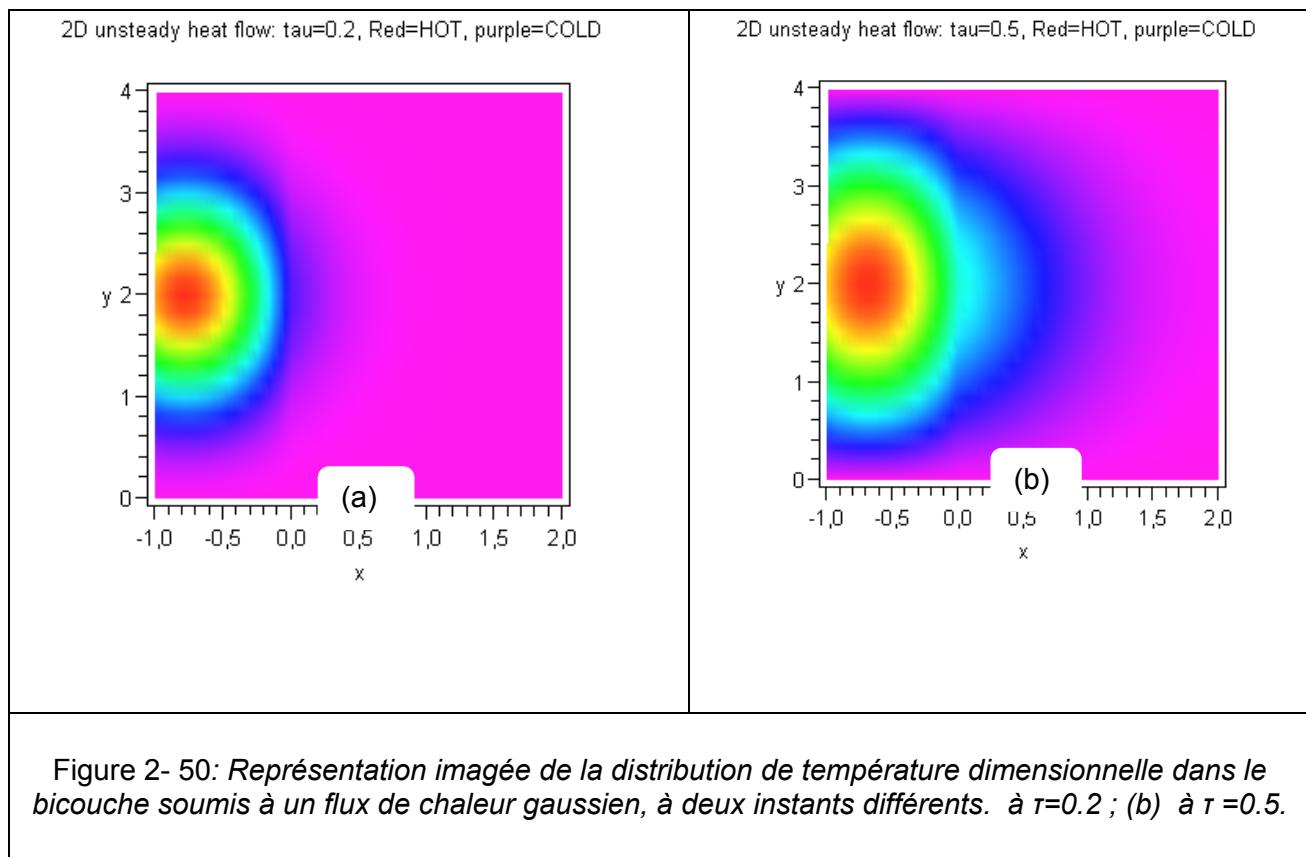 2D unsteady heat flow: tau=0.2, Red=HOT, purple=COLD
4
3
y 2
1
0
(a)
-1,0 -0,5 0,0 0,5 1,0 1,5 2,0
x
2D unsteady heat flow: tau=0.5, Red=HOT, purple=COLD
4
3
y 2
1
0
(b)
-1,0 -0,5 0,0 0,5 1,0 1,5 2,0
x
Figure 2- 50: Représentation imagée de la distribution de température dimensionnelle dans le
bicouche soumis à un flux de chaleur gaussien, à deux instants différents. à τ=0.2 ; (b) à τ =0.5.